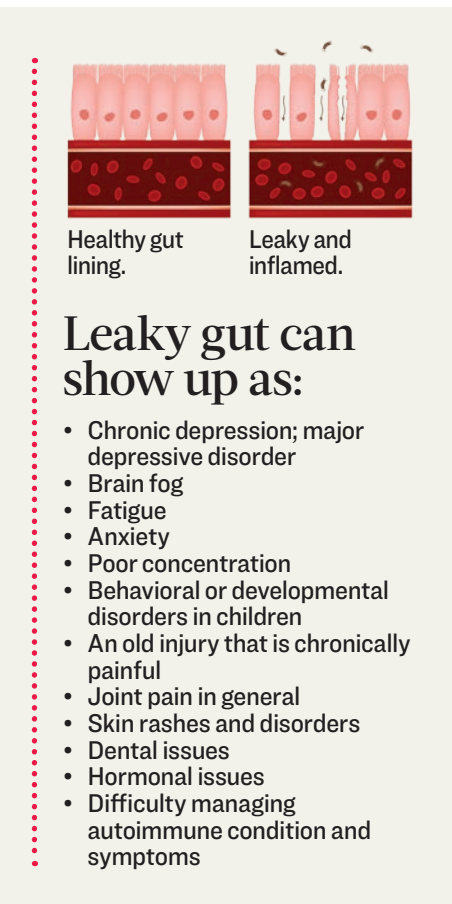 Healthy gut
lining.
Leaky and
inflamed.
Leaky gut can
show up as:
• Chronic depression; major
depressive disorder
• Brain fog
• Fatigue
• Anxiety
• Poor concentration
• Behavioral or developmental
disorders in children
• An old injury that is chronically
painful
• Joint pain in general
• Skin rashes and disorders
• Dental issues
• Hormonal issues
• Difficulty managing
autoimmune condition and
symptoms